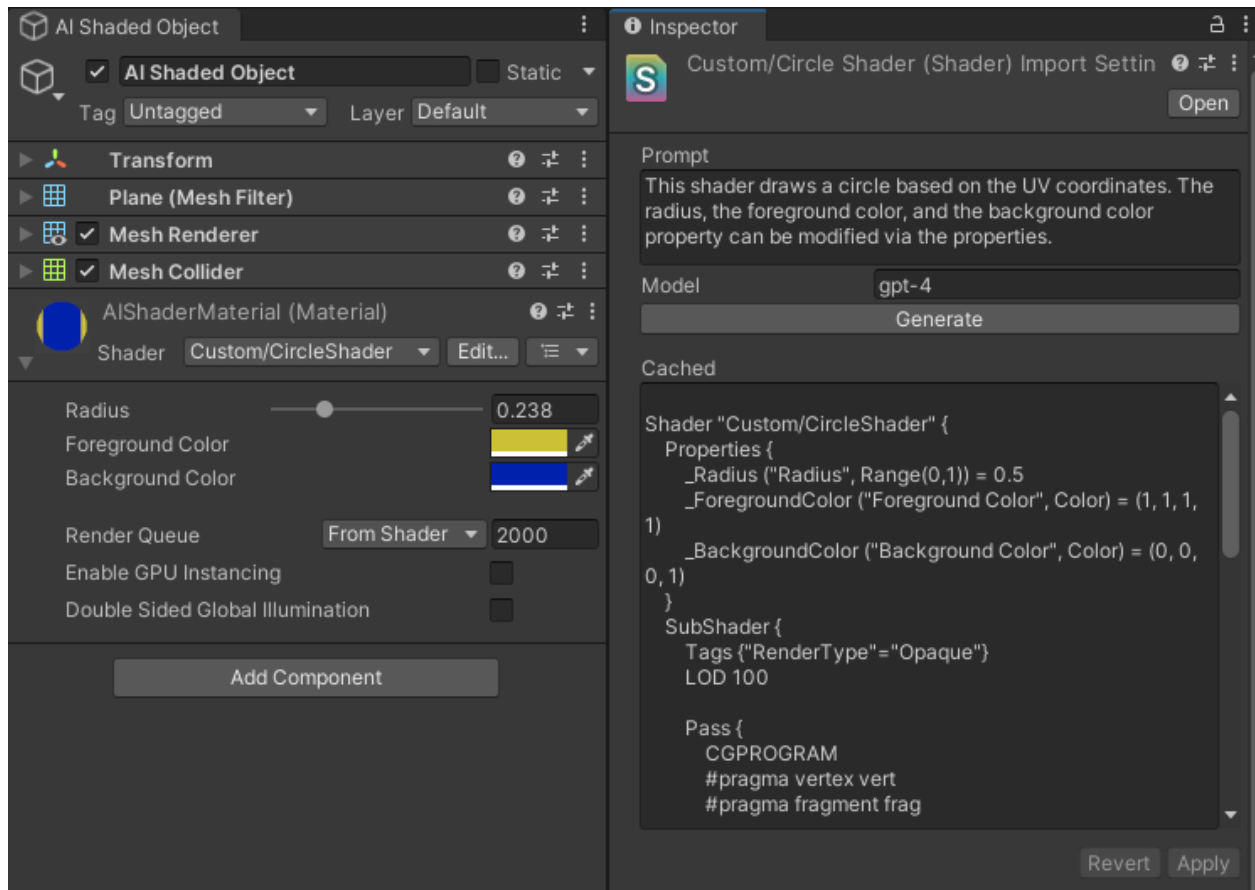 AI Shaded Object
AI Shaded Object
Static
Tag Untagged Layer Default
Transform
Plane (Mesh Filter)
Mesh Renderer
Mesh Collider
AIShaderMaterial (Material)
Shader Custom/CircleShader Edit...
Radius 0.238
Foreground Color
Background Color
Render Queue From Shader 2000
Enable GPU Instancing
Double Sided Global Illumination
Add Component
Inspector
S
Custom/Circle Shader (Shader) Import Settin
Open
Prompt
This shader draws a circle based on the UV coordinates. The
radius, the foreground color, and the background color
property can be modified via the properties.
Model gpt-4
Generate
Cached
Shader "Custom/CircleShader" {
Properties {
_Radius ("Radius", Range(0,1)) = 0.5
_ForegroundColor ("Foreground Color", Color) = (1, 1, 1,
1)
_BackgroundColor ("Background Color", Color) = (0, 0,
0, 1)
}
SubShader {
Tags {"RenderType"="Opaque"}
LOD 100
Pass {
CGPROGRAM
#pragma vertex vert
#pragma fragment frag
Revert Apply